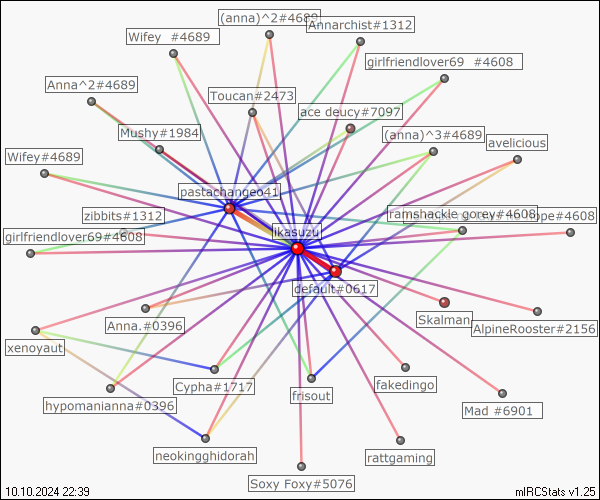 (anna)^2#4689
Annarchist#1312
Wifey #4689
girlfriendlover69 #4608
Anna^2#4689
Toucan#2473
ace deucy#7097
Mushy#1984
(anna)^3#4689
avelicious
Wifey#4689
pastachangeo41
zibbits#1312
ramshackle gorey#4608
ope#4608
likasuzu
girlfriendlover69#4608
default#0617
Anna.#0396
Skalman
AlpineRooster#2156
xenoyaut
Cypha#1717
fakedingo
frisout
hypomanianna#0396
Mad #6901
neokingghidorah
rattgaming
Soxy Foxy#5076
10.10.2024 22:39
mIRCStats v1.25